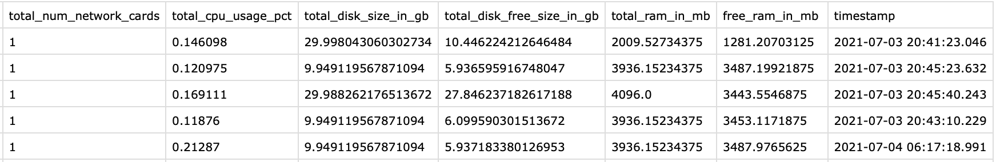 total_num_network_cards total_cpu_usage_pct total_disk_size_in_gb total_disk_free_size_in_gb total_ram_in_mb free_ram_in_mb timestamp
1 0.146098 29.998043060302734 10.446224212646484 2009.52734375 1281.20703125 2021-07-03 20:41:23.046
1 0.120975 9.949119567871094 5.936595916748047 3936.15234375 3487.19921875 2021-07-03 20:45:23.632
1 0.169111 29.988262176513672 27.846237182617188 4096.0 3443.5546875 2021-07-03 20:45:40.243
1 0.11876 9.949119567871094 6.099590301513672 3936.15234375 3453.1171875 2021-07-03 20:43:10.229
1 0.21287 9.949119567871094 5.937183380126953 3936.15234375 3487.9765625 2021-07-04 06:17:18.991